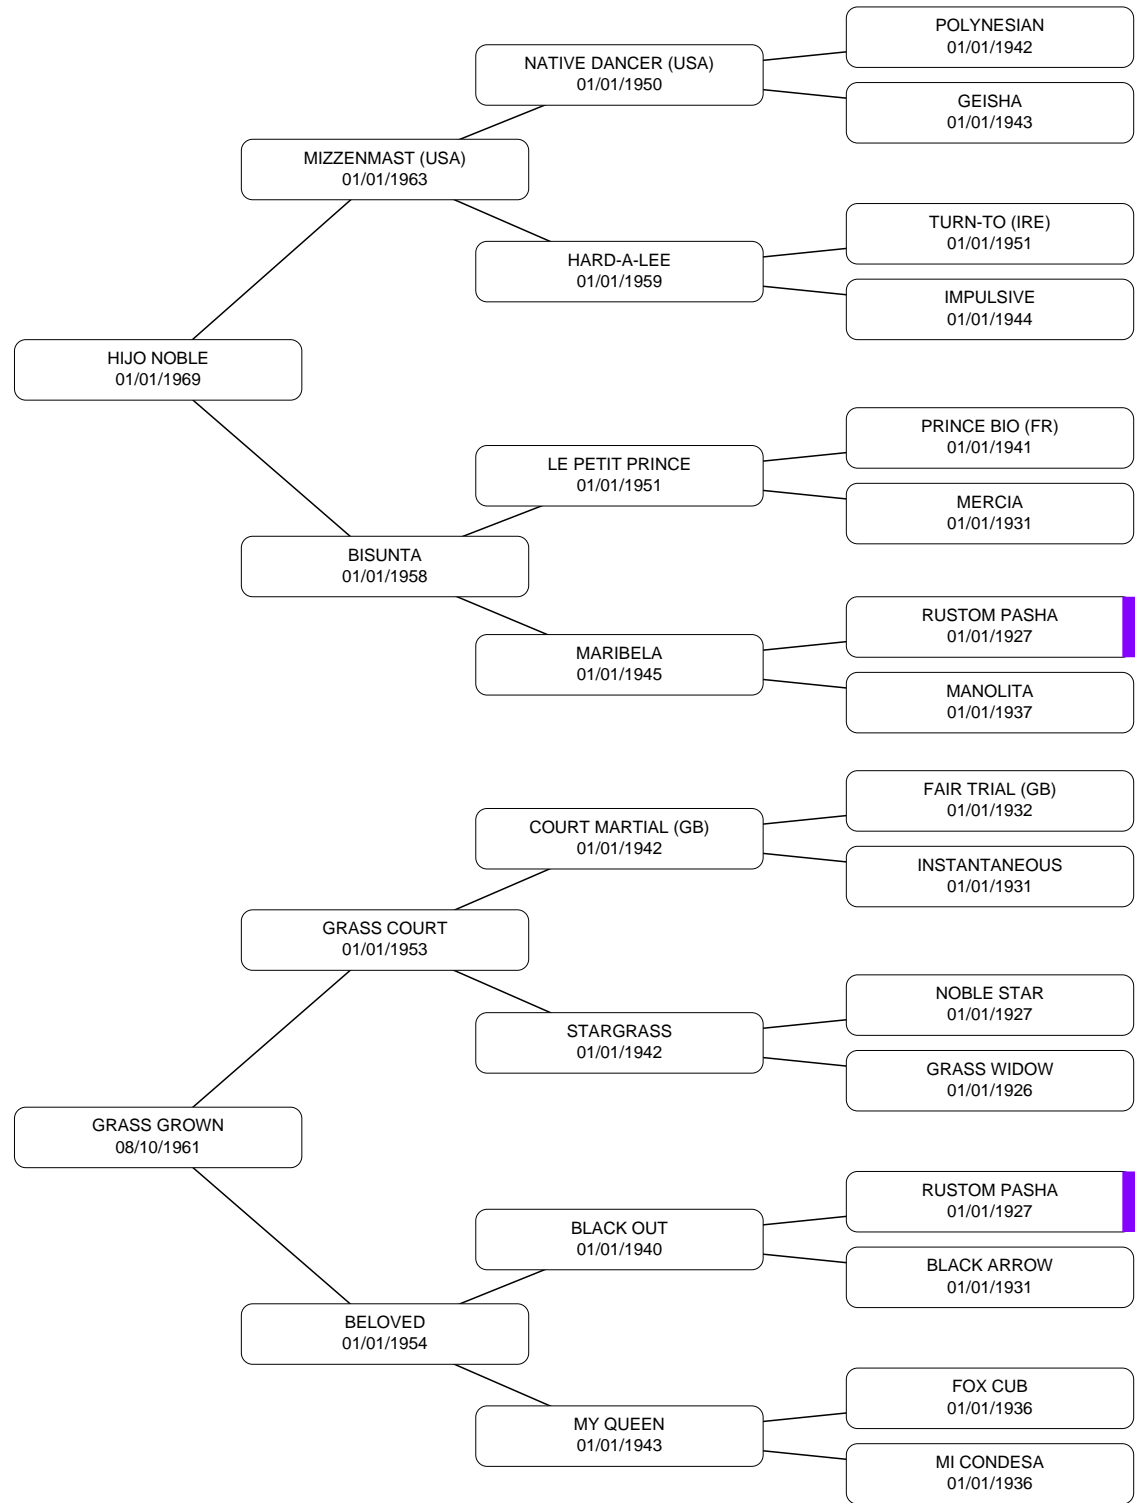 POLYNESIAN
01/01/1942
NATIVE DANCER (USA)
01/01/1950
GEISHA
01/01/1943
MIZZENMAST (USA)
01/01/1963
TURN-TO (IRE)
01/01/1951
HARD-A-LEE
01/01/1959
IMPULSIVE
01/01/1944
HIJO NOBLE
01/01/1969
PRINCE BIO (FR)
01/01/1941
LE PETIT PRINCE
01/01/1951
MERCIA
01/01/1931
BISUNTA
01/01/1958
RUSTOM PASHA
01/01/1927
MARIBELA
01/01/1945
MANOLITA
01/01/1937
FAIR TRIAL (GB)
01/01/1932
COURT MARTIAL (GB)
01/01/1942
INSTANTANEOUS
01/01/1931
GRASS COURT
01/01/1953
NOBLE STAR
01/01/1927
STARGRASS
01/01/1942
GRASS WIDOW
01/01/1926
GRASS GROWN
08/10/1961
RUSTOM PASHA
01/01/1927
BLACK OUT
01/01/1940
BLACK ARROW
01/01/1931
BELOVED
01/01/1954
FOX CUB
01/01/1936
MY QUEEN
01/01/1943
MI CONDESA
01/01/1936